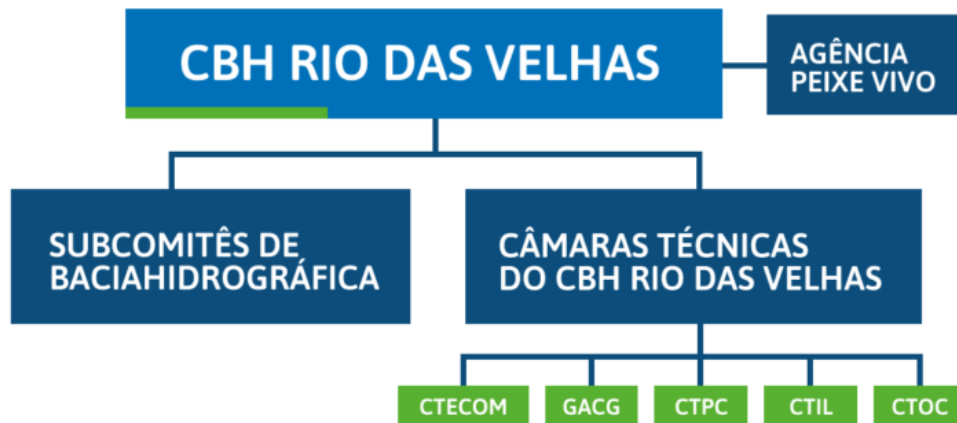 CBH RIO DAS VELHAS
AGÊNCIA
PEIXE VIVO
SUBCOMITÊS DE
BACIAHIDROGRÁFICA
CÂMARAS TÉCNICAS
DO CBH RIO DAS VELHAS
CTECOM
GACG
CTPC
CTIL
CTOC